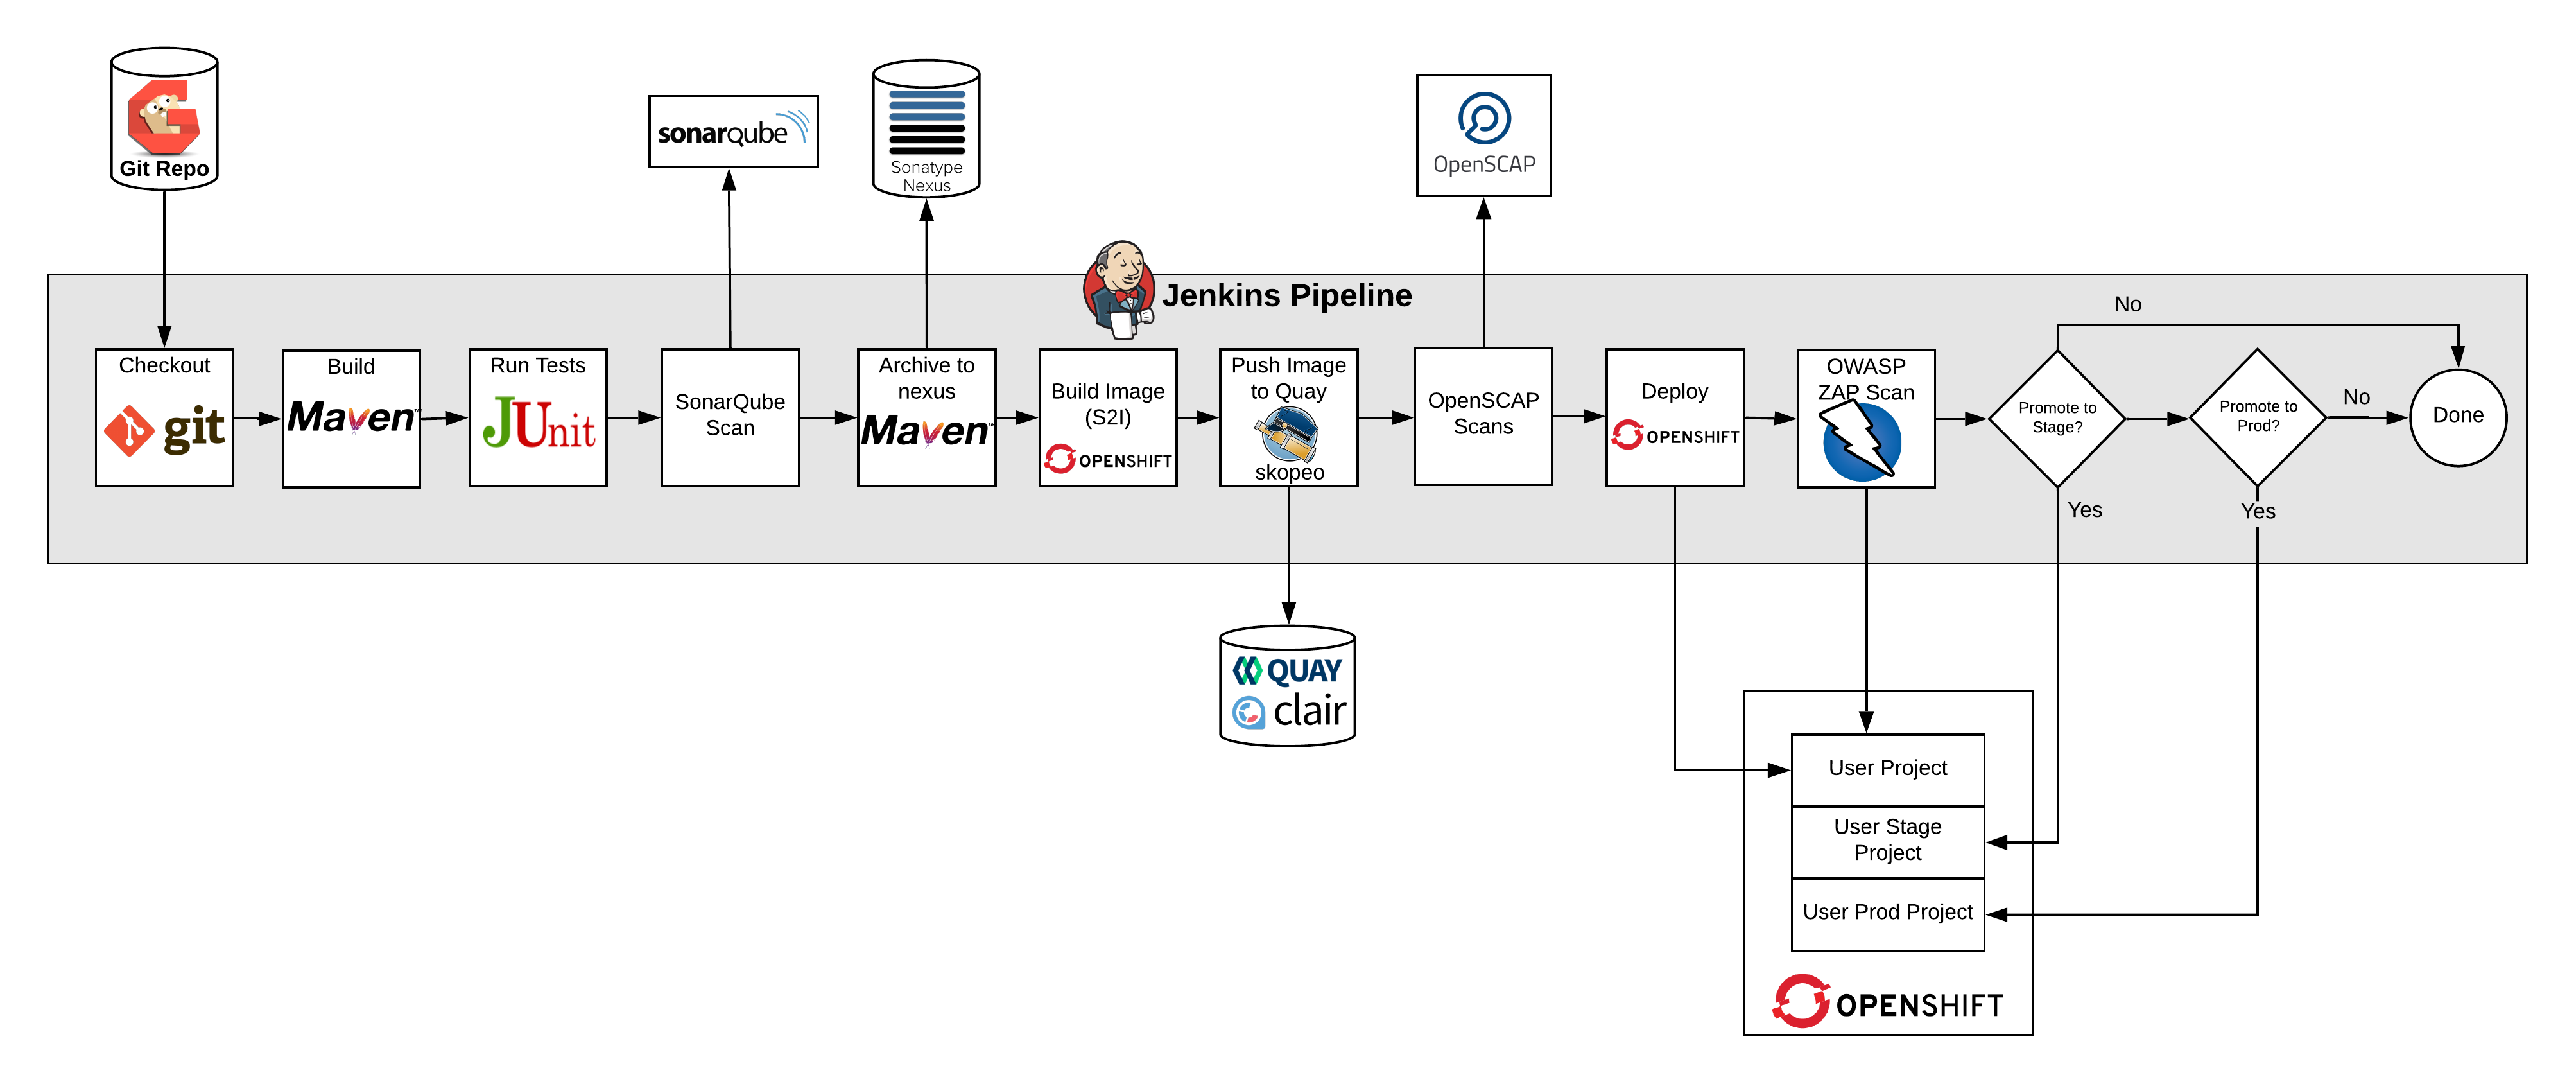 Git Repo
sonarqube
Sonatype
Nexus
OpenSCAP
Jenkins Pipeline
Checkout
git
Build
Maven™
Run Tests
JUnit
SonarQube
Scan
Archive to
nexus
Maven™
Build Image
(S2I)
OPENSHIFT
Push Image
to Quay
skopeo
OpenSCAP
Scans
Deploy
OPENSHIFT
OWASP
ZAP Scan
Promote to
Stage?
No
Yes
Promote to
Prod?
No
Yes
Done
QUAY
clair
User Project
User Stage
Project
User Prod Project
OPENSHIFT